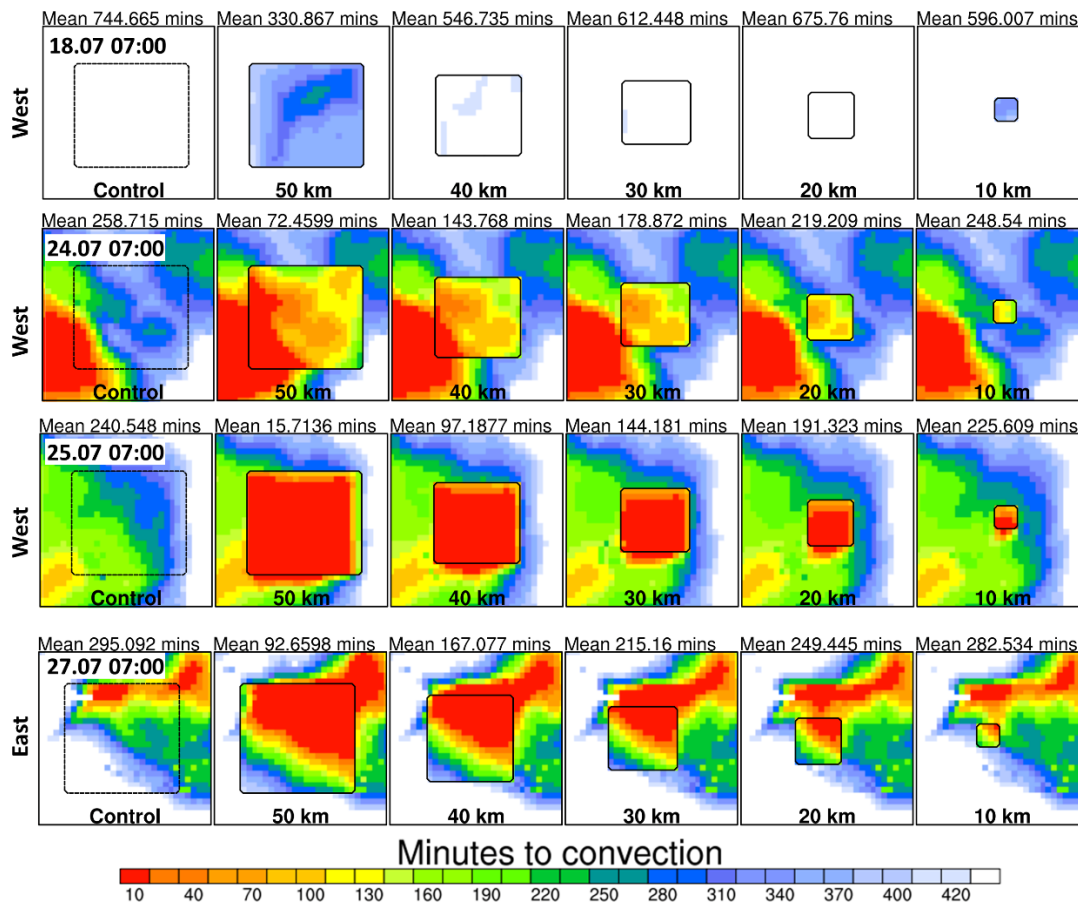 Mean 744.665 mins Mean 330.867 mins Mean 546.735 mins Mean 612.448 mins Mean 675.76 mins Mean 596.007 mins
18.07 07:00
West
Control 50 km 40 km 30 km 20 km 10 km
Mean 258.715 mins Mean 72.4599 mins Mean 143.768 mins Mean 178.872 mins Mean 219.209 mins Mean 248.54 mins
24.07 07:00
West
Control 50 km 40 km 30 km 20 km 10 km
Mean 240.548 mins Mean 15.7136 mins Mean 97.1877 mins Mean 144.181 mins Mean 191.323 mins Mean 225.609 mins
25.07 07:00
West
Control 50 km 40 km 30 km 20 km 10 km
Mean 295.092 mins Mean 92.6598 mins Mean 167.077 mins Mean 215.16 mins Mean 249.445 mins Mean 282.534 mins
27.07 07:00
East
Control 50 km 40 km 30 km 20 km 10 km
Minutes to convection
10 40 70 100 130 160 190 220 250 280 310 340 370 400 420